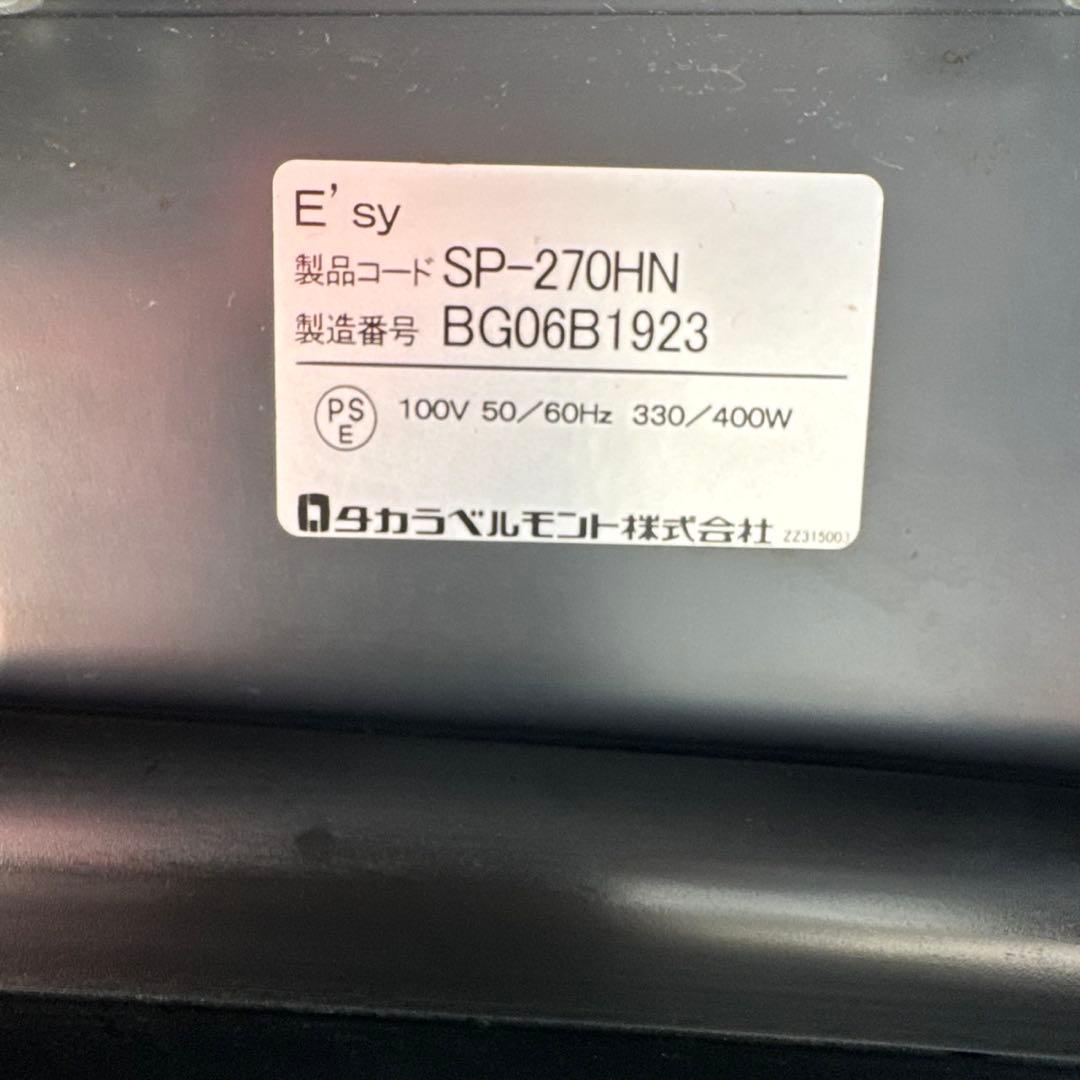 E'sy
製品コード SP-270HN
製造番号 BG06B1923
PS
E
100V 50/60Hz 330/400W
タカラベルモント株式会社 ZZ315003